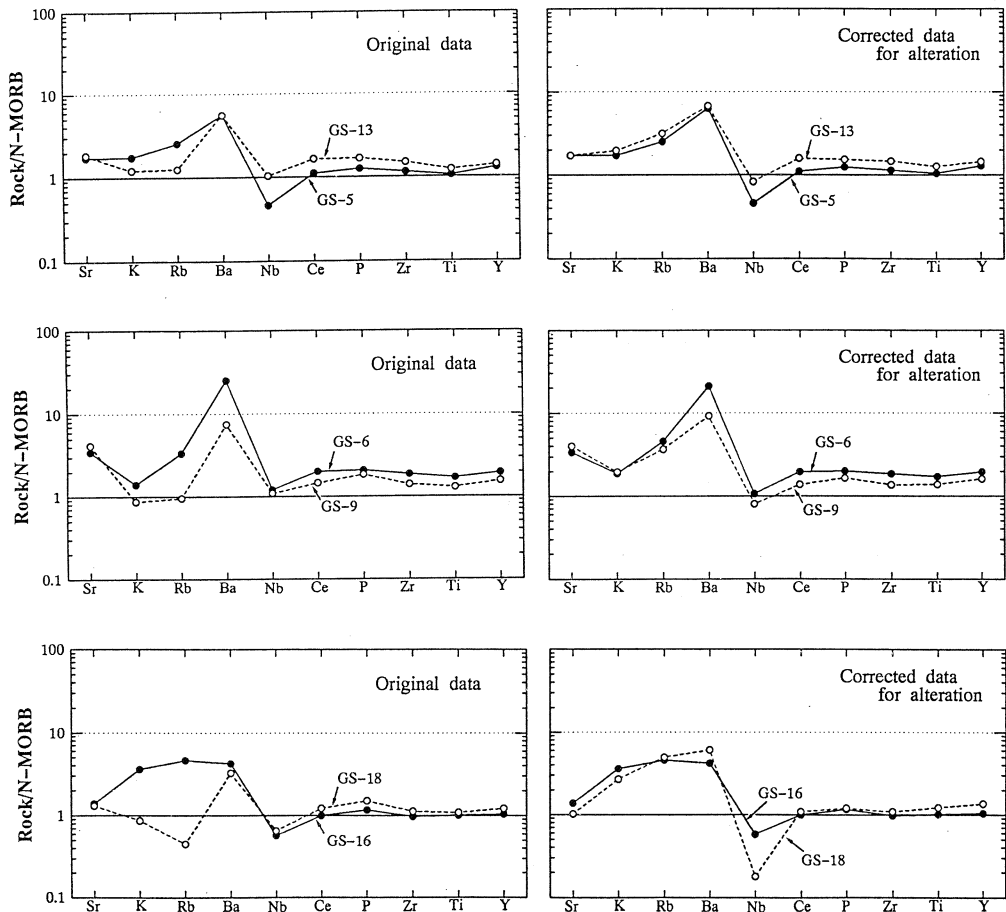 100
10
1
0.1
Rock/N-MORB
Original data
GS-13
GS-5
Sr K Rb Ba Nb Ce P Zr Ti Y
Corrected data
for alteration
GS-13
GS-5
Sr K Rb Ba Nb Ce P Zr Ti Y
100
10
1
0.1
Rock/N-MORB
Original data
GS-6
GS-9
Sr K Rb Ba Nb Ce P Zr Ti Y
Corrected data
for alteration
GS-6
GS-9
Sr K Rb Ba Nb Ce P Zr Ti Y
100
10
1
0.1
Rock/N-MORB
Original data
GS-18
GS-16
Sr K Rb Ba Nb Ce P Zr Ti Y
Corrected data
for alteration
GS-16
GS-18
Sr K Rb Ba Nb Ce P Zr Ti Y